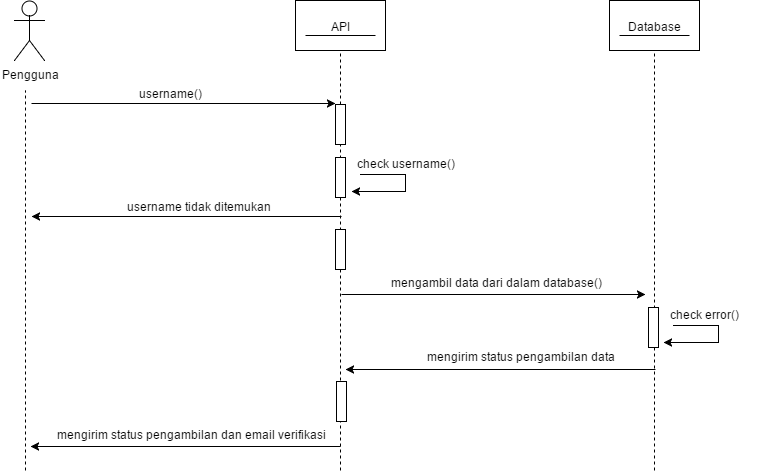 API
Database
Pengguna
username()
check username()
username tidak ditemukan
mengambil data dari dalam database()
check error()
mengirim status pengambilan data
mengirim status pengambilan dan email verifikasi